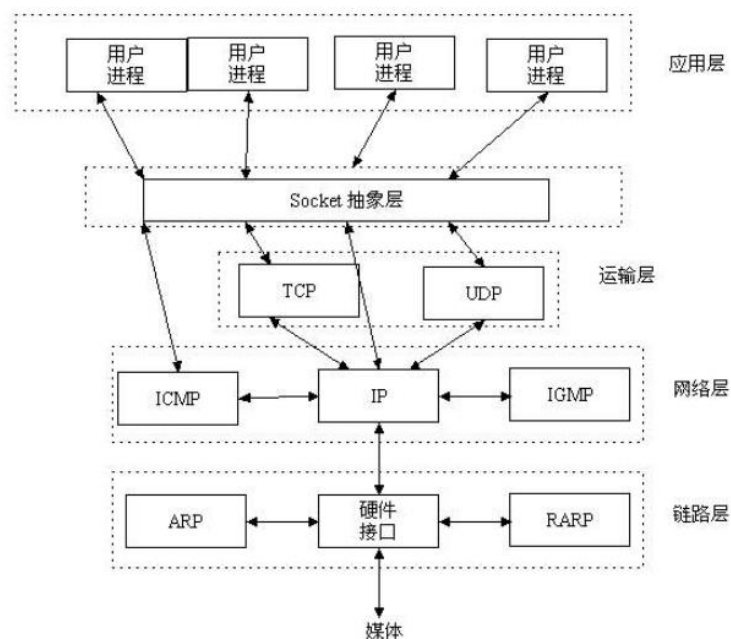 用户 用户 用户 用户
进程 进程 进程 进程
应用层
Socket 抽象层
TCP UDP
运输层
ICMP IP IGMP
网络层
ARP 硬件 RARP
接口
链路层
媒体